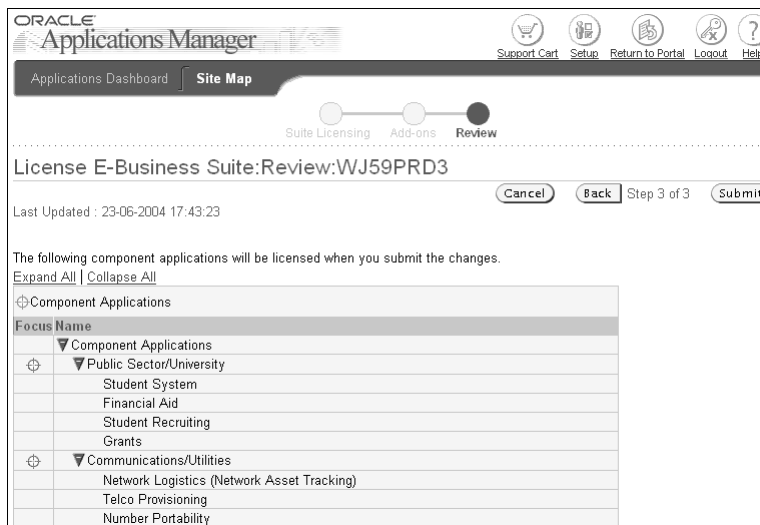 ORACLE
Applications Manager
Support Cart Setup Return to Portal Logout Help
Applications Dashboard Site Map
Suite Licensing Add-ons Review
License E-Business Suite:Review:WJ59PRD3
Cancel Back Step 3 of 3 Submit
Last Updated : 23-06-2004 17:43:23
The following component applications will be licensed when you submit the changes.
Expand All | Collapse All
Component Applications
Focus Name
Component Applications
Public Sector/University
Student System
Financial Aid
Student Recruiting
Grants
Communications/Utilities
Network Logistics (Network Asset Tracking)
Telco Provisioning
Number Portability